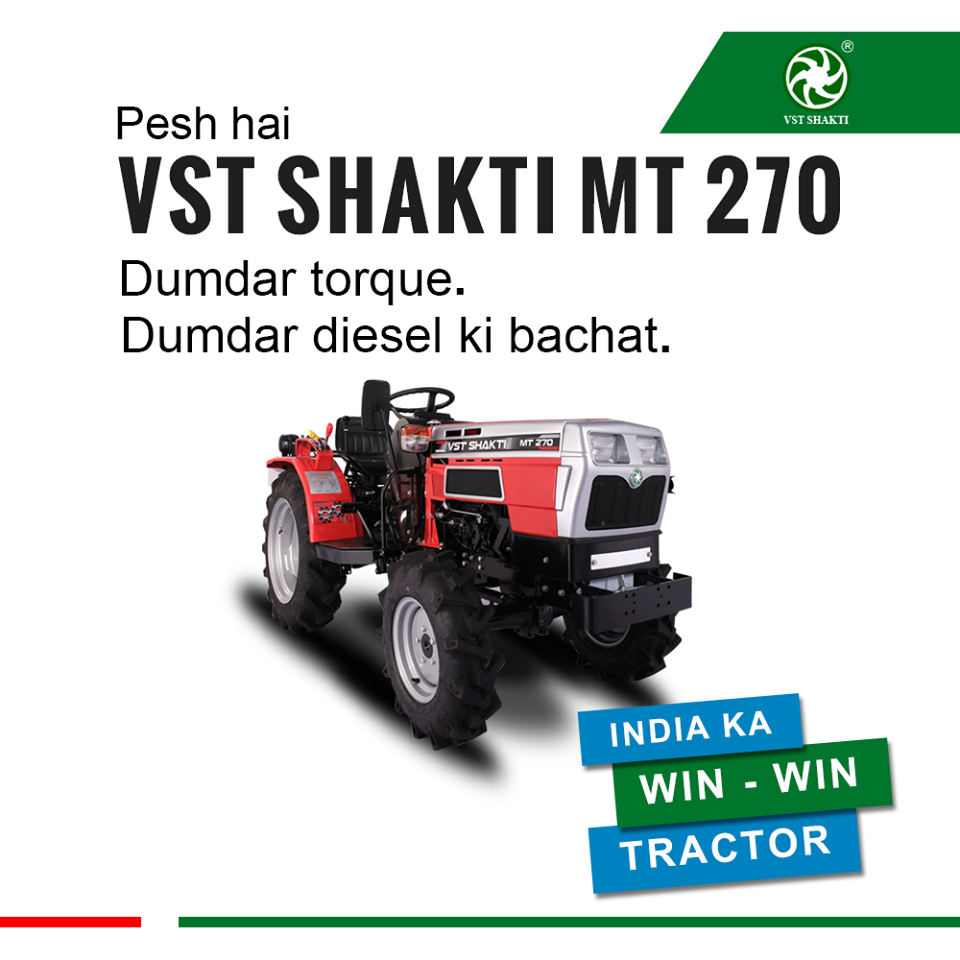 ®
VST SHAKTI
Pesh hai
VST SHAKTI MT 270
Dumdar torque.
Dumdar diesel ki bachat.
VST SHAKTI MT 270
INDIA KA
WIN - WIN
TRACTOR